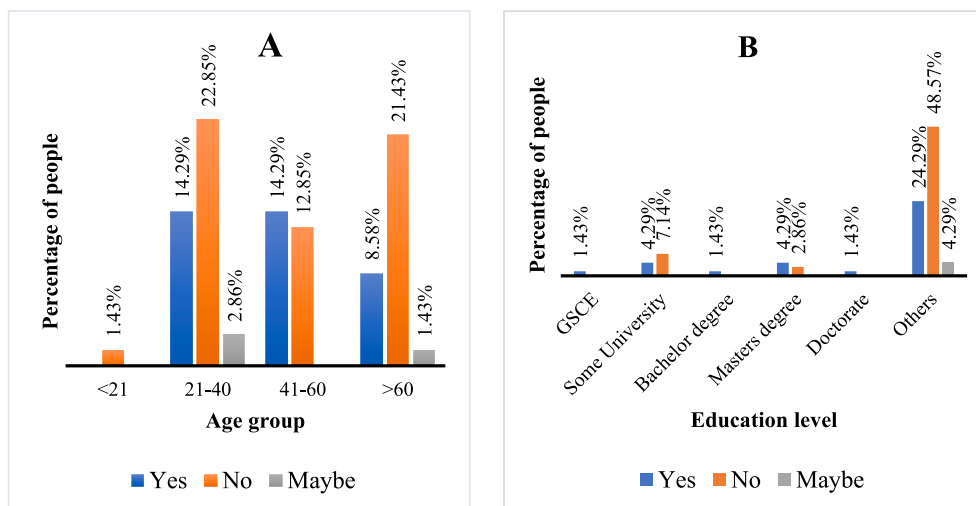 A
Percentage of people
14.29%
22.85%
2.86%
14.29%
12.85%
8.58%
21.43%
1.43%
1.43%
<21
21-40
41-60
>60
Age group
Yes No Maybe
B
Percentage of people
1.43%
4.29%
7.14%
1.43%
4.29%
2.86%
1.43%
24.29%
48.57%
4.29%
GSCE
Some University
Bachelor degree
Masters degree
Doctorate
Others
Education level
Yes No Maybe